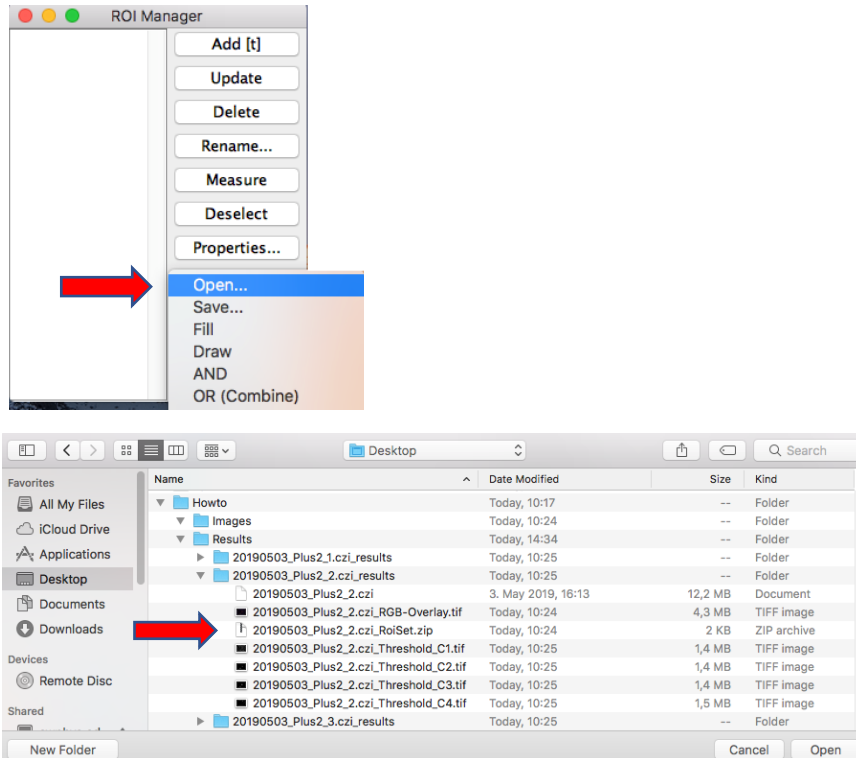 ROI Manager
Add [t]
Update
Delete
Rename...
Measure
Deselect
Properties...
Open...
Save...
Fill
Draw
AND
OR (Combine)
Desktop
Search
Favorites
All My Files
iCloud Drive
Applications
Desktop
Documents
Downloads
Devices
Remote Disc
Shared
Name Date Modified Size Kind
Howto Today, 10:17 -- Folder
Images Today, 10:24 -- Folder
Results Today, 14:34 -- Folder
20190503_Plus2_1.czi_results Today, 10:25 -- Folder
20190503_Plus2_2.czi_results Today, 10:25 -- Folder
20190503_Plus2_2.czi 3. May 2019, 16:13 12,2 MB Document
20190503_Plus2_2.czi_RGB-Overlay.tif Today, 10:24 4,3 MB TIFF image
20190503_Plus2_2.czi_RoiSet.zip Today, 10:24 2 KB ZIP archive
20190503_Plus2_2.czi_Threshold_C1.tif Today, 10:25 1,4 MB TIFF image
20190503_Plus2_2.czi_Threshold_C2.tif Today, 10:25 1,4 MB TIFF image
20190503_Plus2_2.czi_Threshold_C3.tif Today, 10:25 1,4 MB TIFF image
20190503_Plus2_2.czi_Threshold_C4.tif Today, 10:25 1,5 MB TIFF image
20190503_Plus2_3.czi_results Today, 10:25 -- Folder
New Folder Cancel Open